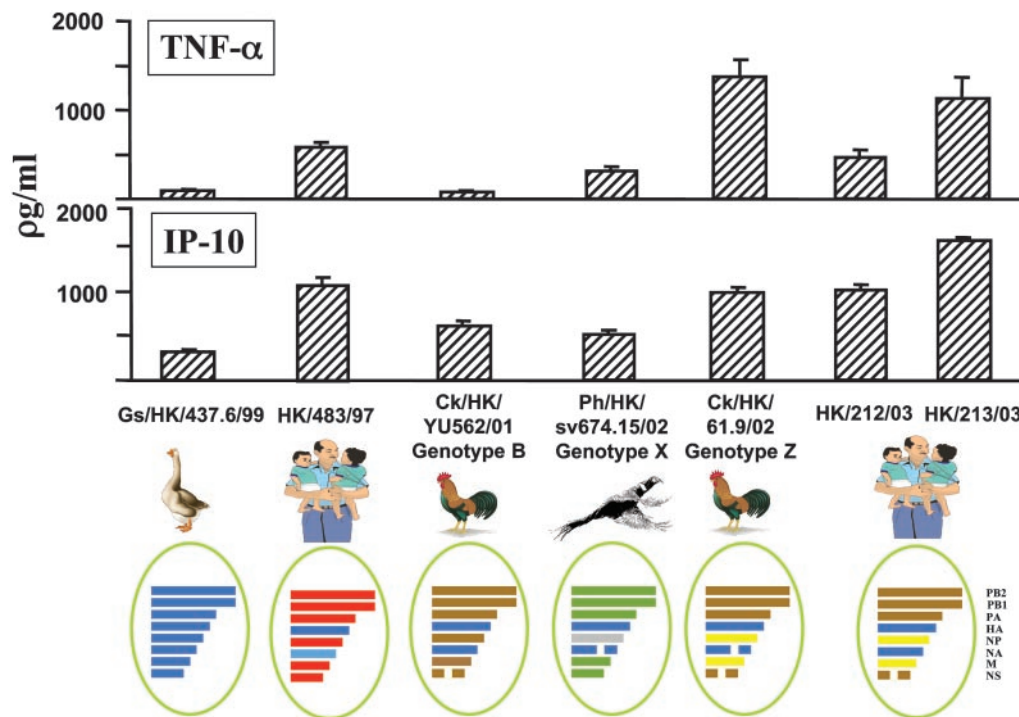 2000
TNF-α
1000
ρg/ml
2000
IP-10
1000
Gs/HK/437.6/99
HK/483/97
Ck/HK/
YU562/01
Genotype B
Ph/HK/
sv674.15/02
Genotype X
Ck/HK/
61.9/02
Genotype Z
HK/212/03
HK/213/03
PB2
PB1
PA
HA
NP
NA
M
NS